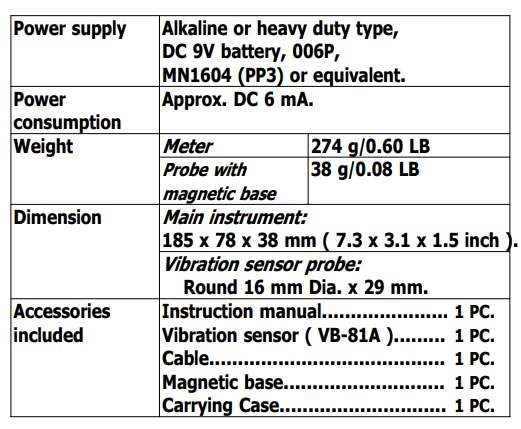 Power supply
Alkaline or heavy duty type,
DC 9V battery, 006P,
MN1604 (PP3) or equivalent.
Power
consumption
Approx. DC 6 mA.
Weight
Meter
274 g/0.60 LB
Probe with
magnetic base
38 g/0.08 LB
Dimension
Main instrument:
185 x 78 x 38 mm ( 7.3 x 3.1 x 1.5 inch ).
Vibration sensor probe:
Round 16 mm Dia. x 29 mm.
Accessories
included
Instruction manual...................... 1 PC.
Vibration sensor ( VB-81A )......... 1 PC.
Cable......................................... 1 PC.
Magnetic base............................ 1 PC.
Carrying Case............................. 1 PC.